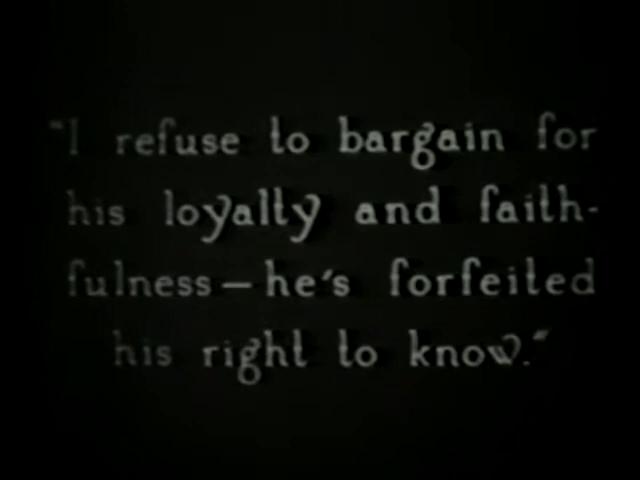 "I refuse to bargain for
his loyalty and faith-
fulness — he's forfeited
his right to know."